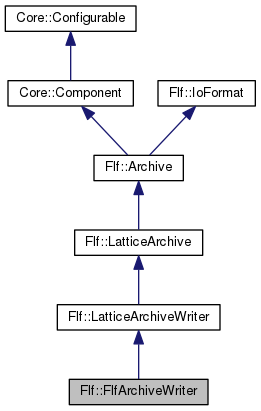 Core::Configurable
Core::Component
Flf::IoFormat
Flf::Archive
Flf::LatticeArchive
Flf::LatticeArchiveWriter
Flf::FlfArchiveWriter